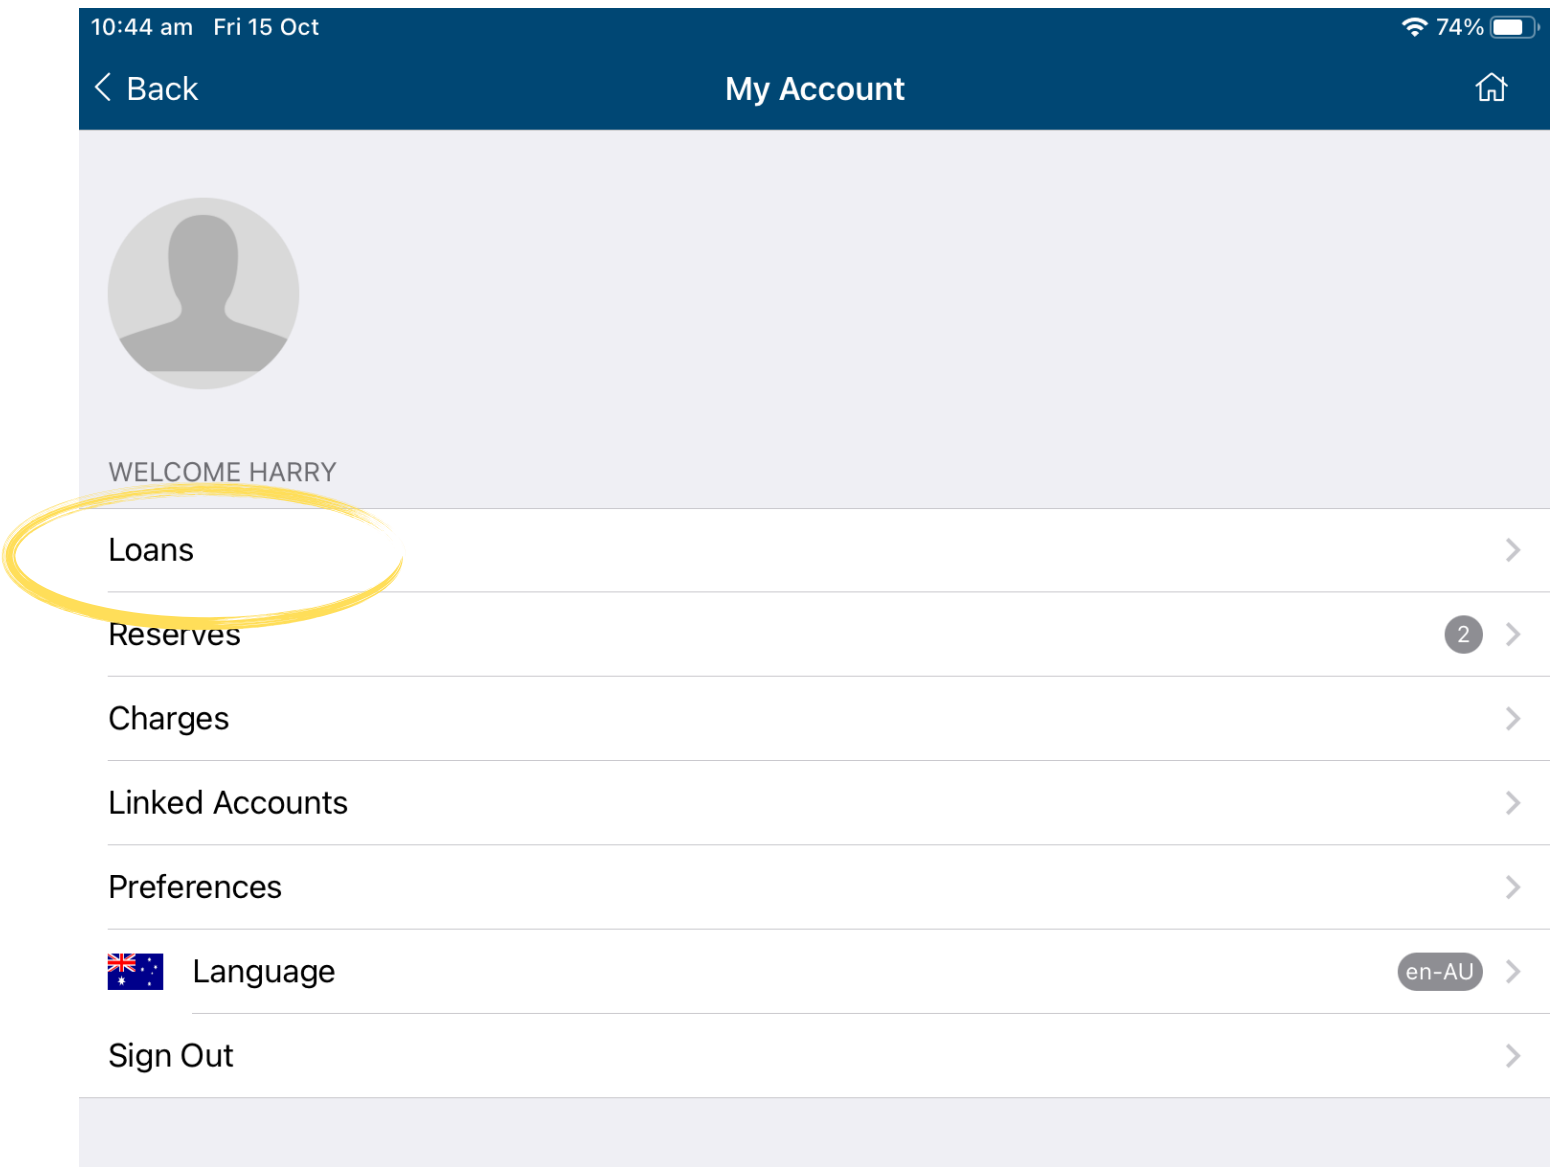 10:44 am Fri 15 Oct 74%
Back My Account
WELCOME HARRY
Loans
Reserves 2
Charges
Linked Accounts
Preferences
Language en-AU
Sign Out